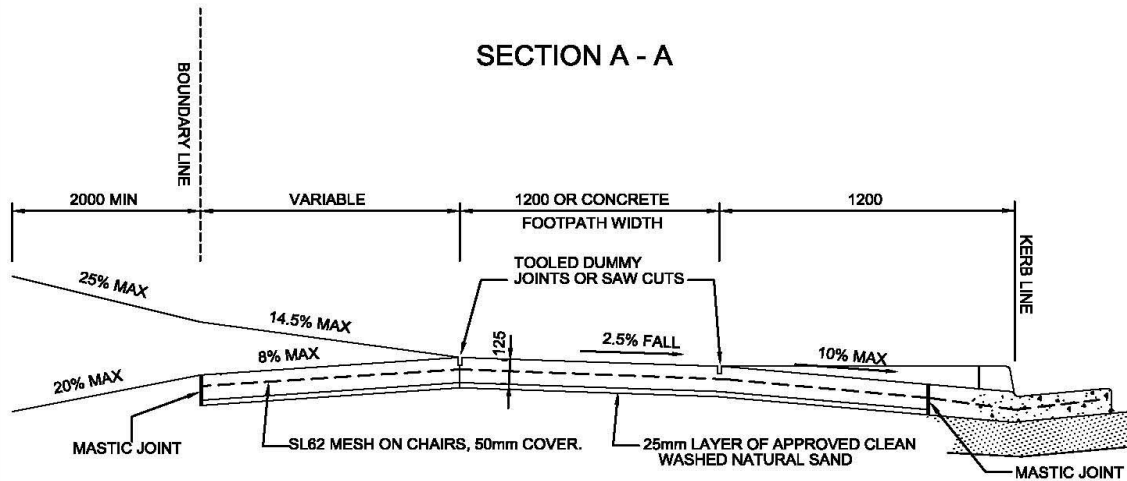 SECTION A - A
BOUNDARY LINE
2000 MIN
VARIABLE
1200 OR CONCRETE
FOOTPATH WIDTH
1200
KERB LINE
TOOLED DUMMY
JOINTS OR SAW CUTS
25% MAX
14.5% MAX
8% MAX
20% MAX
125
2.5% FALL
10% MAX
MASTIC JOINT
SL62 MESH ON CHAIRS, 50mm COVER.
25mm LAYER OF APPROVED CLEAN
WASHED NATURAL SAND
MASTIC JOINT